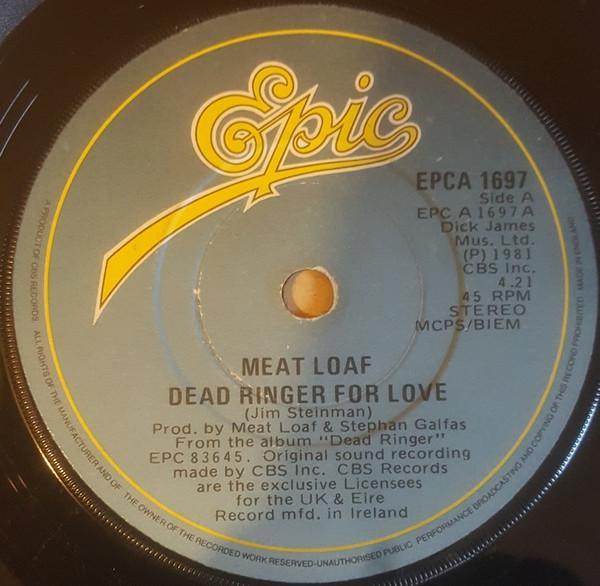 Epic
EPCA 1697
Side A
EPC A 1697 A
Dick James
Mus. Ltd.
(P) 1981
CBS Inc.
4.21
45 RPM
STEREO
MCPS/BIEM
MEAT LOAF
DEAD RINGER FOR LOVE
(Jim Steinman)
Prod. by Meat Loaf & Stephan Galfas
From the album "Dead Ringer"
EPC 83645. Original sound recording
made by CBS Inc. CBS Records
are the exclusive Licensees
for the UK & Eire
Record mfd. in Ireland
A PRODUCT OF CBS RECORDS ALL RIGHTS OF THE MANUFACTURER AND OF THE OWNER OF THE RECORDED WORK RESERVED-UNAUTHORISED PUBLIC PERFORMANCE BROADCASTING AND COPYING OF THIS RECORD PROHIBITED MADE IN ENGLAND